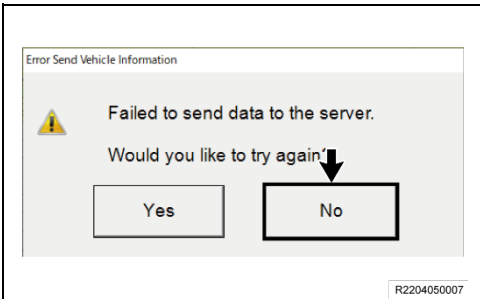 Error Send Vehicle Information
Failed to send data to the server.
Would you like to try again?
Yes
No
R2204050007